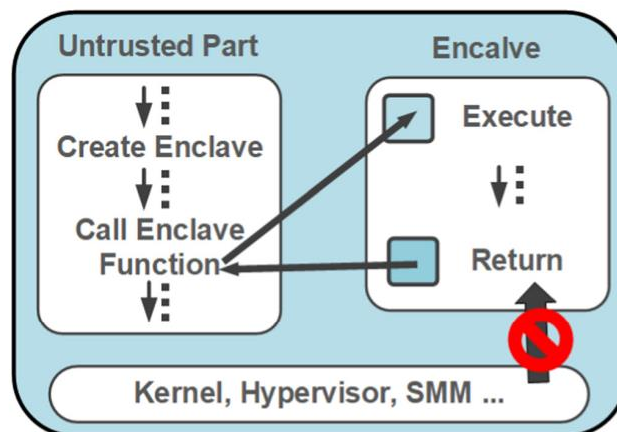 Untrusted Part
Create Enclave
Call Enclave
Function
Encalve
Execute
Return
Kernel, Hypervisor, SMM ...